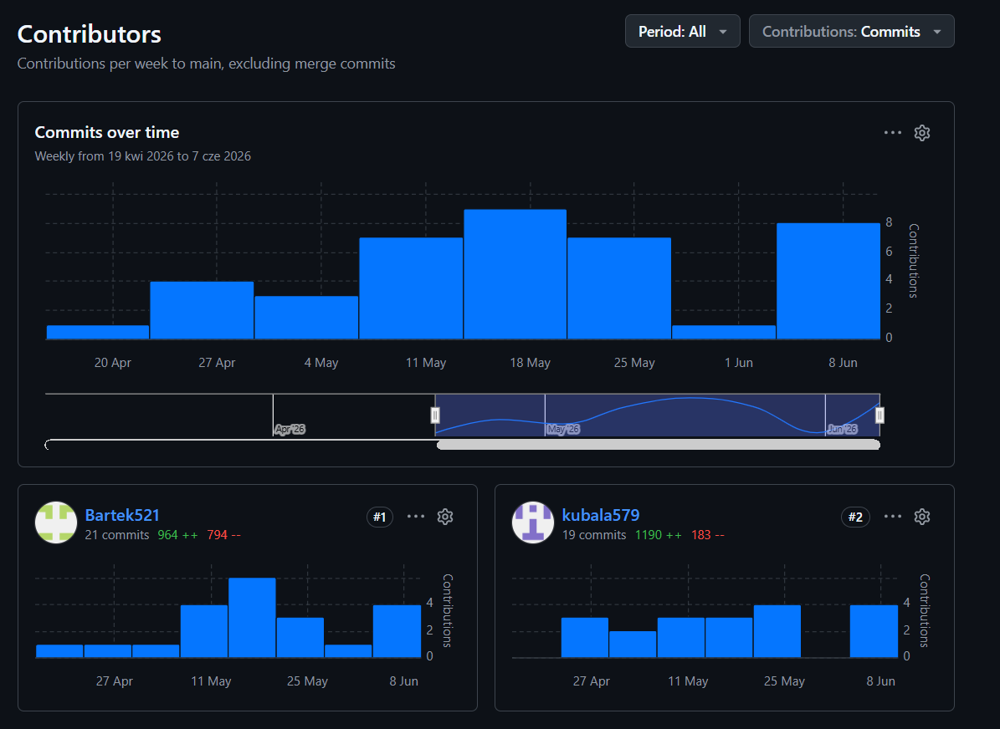 Contributors
Period: All
Contributions: Commits
Contributions per week to main, excluding merge commits
Commits over time
Weekly from 19 kwi 2026 to 7 cze 2026
8
6
4
2
0
Contributions
20 Apr 27 Apr 4 May 11 May 18 May 25 May 1 Jun 8 Jun
Apr '26 May '26 Jun '26
Bartek521
#1
21 commits 964 ++ 794 --
4
2
0
Contributions
27 Apr 11 May 25 May 8 Jun
kubala579
#2
19 commits 1190 ++ 183 --
4
2
0
Contributions
27 Apr 11 May 25 May 8 Jun